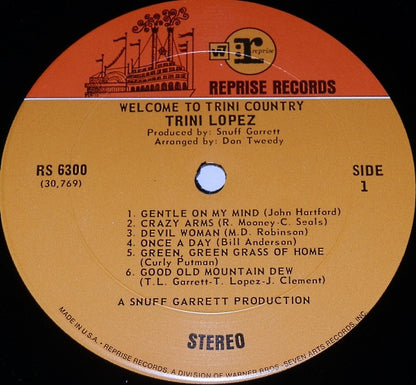 W7 r reprise
REPRISE RECORDS
WELCOME TO TRINI COUNTRY
TRINI LOPEZ
Produced by: Snuff Garrett
Arranged by: Don Tweedy
RS 6300
(30,769)
SIDE
1
1. GENTLE ON MY MIND (John Hartford)
2. CRAZY ARMS (R. Mooney-C. Seals)
3. DEVIL WOMAN (M.D. Robinson)
4. ONCE A DAY (Bill Anderson)
5. GREEN, GREEN GRASS OF HOME
(Curly Putman)
6. GOOD OLD MOUNTAIN DEW
(T.L. Garrett-T. Lopez-J. Clement)
A SNUFF GARRETT PRODUCTION
STEREO
MADE IN U.S.A. • REPRISE RECORDS, A DIVISION OF WARNER BROS.-SEVEN ARTS RECORDS, INC.